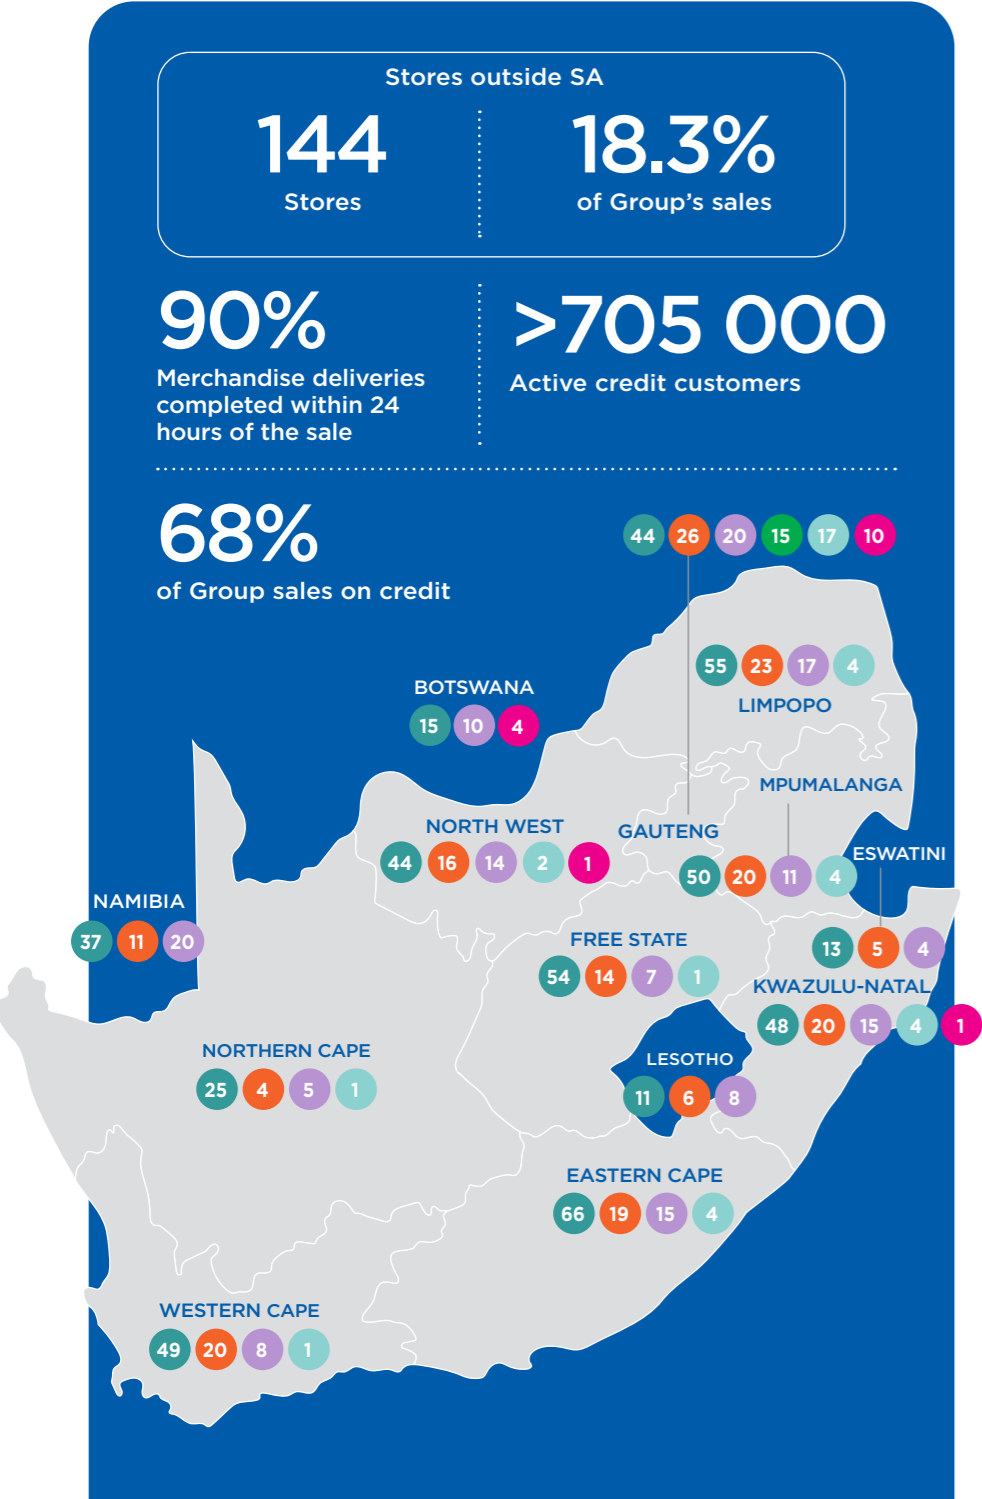 Stores outside SA
144
Stores
18.3%
of Group’s sales
90%
Merchandise deliveries
completed within 24
hours of the sale
>705 000
Active credit customers
68%
of Group sales on credit
44 26 20 15 17 10
55 23 17 4
LIMPOPO
BOTSWANA
15 10 4
MPUMALANGA
NORTH WEST
44 16 14 2 1
GAUTENG
50 20 11 4
ESWATINI
13 5 4
NAMIBIA
37 11 20
FREE STATE
54 14 7 1
KWAZULU-NATAL
48 20 15 4 1
NORTHERN CAPE
25 4 5 1
LESOTHO
11 6 8
EASTERN CAPE
66 19 15 4
WESTERN CAPE
49 20 8 1